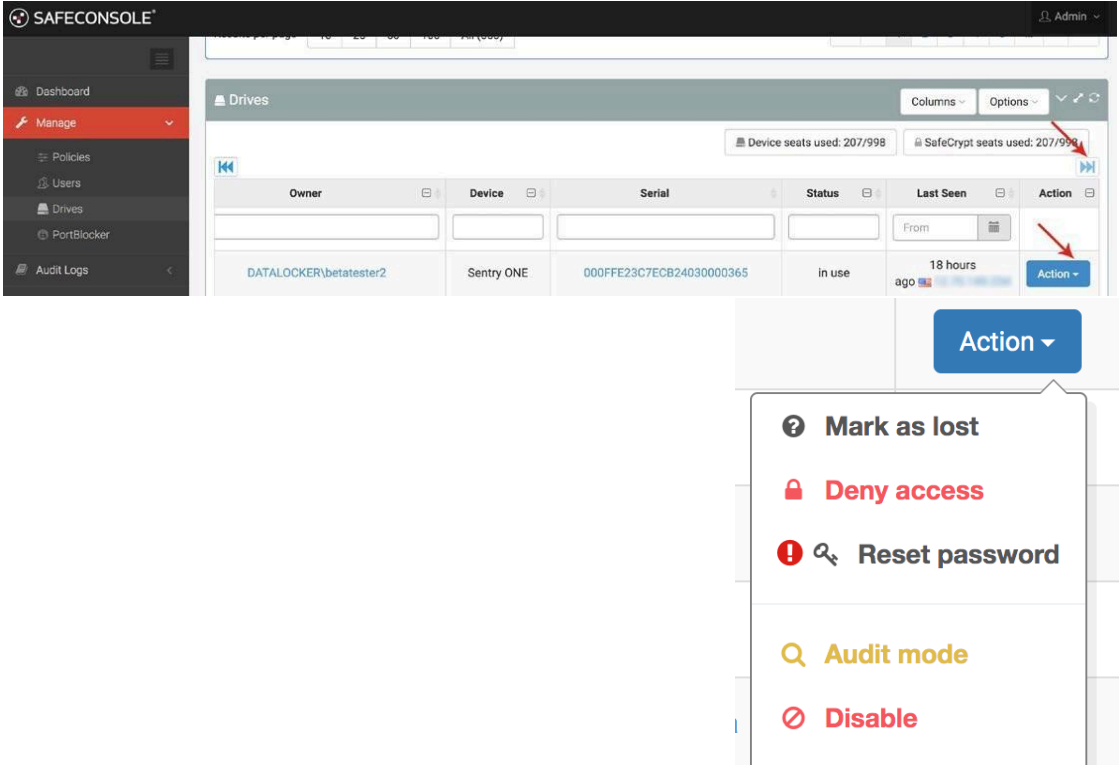 SAFECONSOLE
Admin
Dashboard
Drives
Columns
Options
Manage
Device seats used: 207/998
SafeCrypt seats used: 207/998
Policies
Users
Owner
Device
Serial
Status
Last Seen
Action
Drives
From
PortBlocker
Audit Logs
DATALOCKER\betatester2
Sentry ONE
000FFE23C7ECB24030000365
in use
18 hours
ago
Action
Action
Mark as lost
Deny access
Reset password
Audit mode
Disable